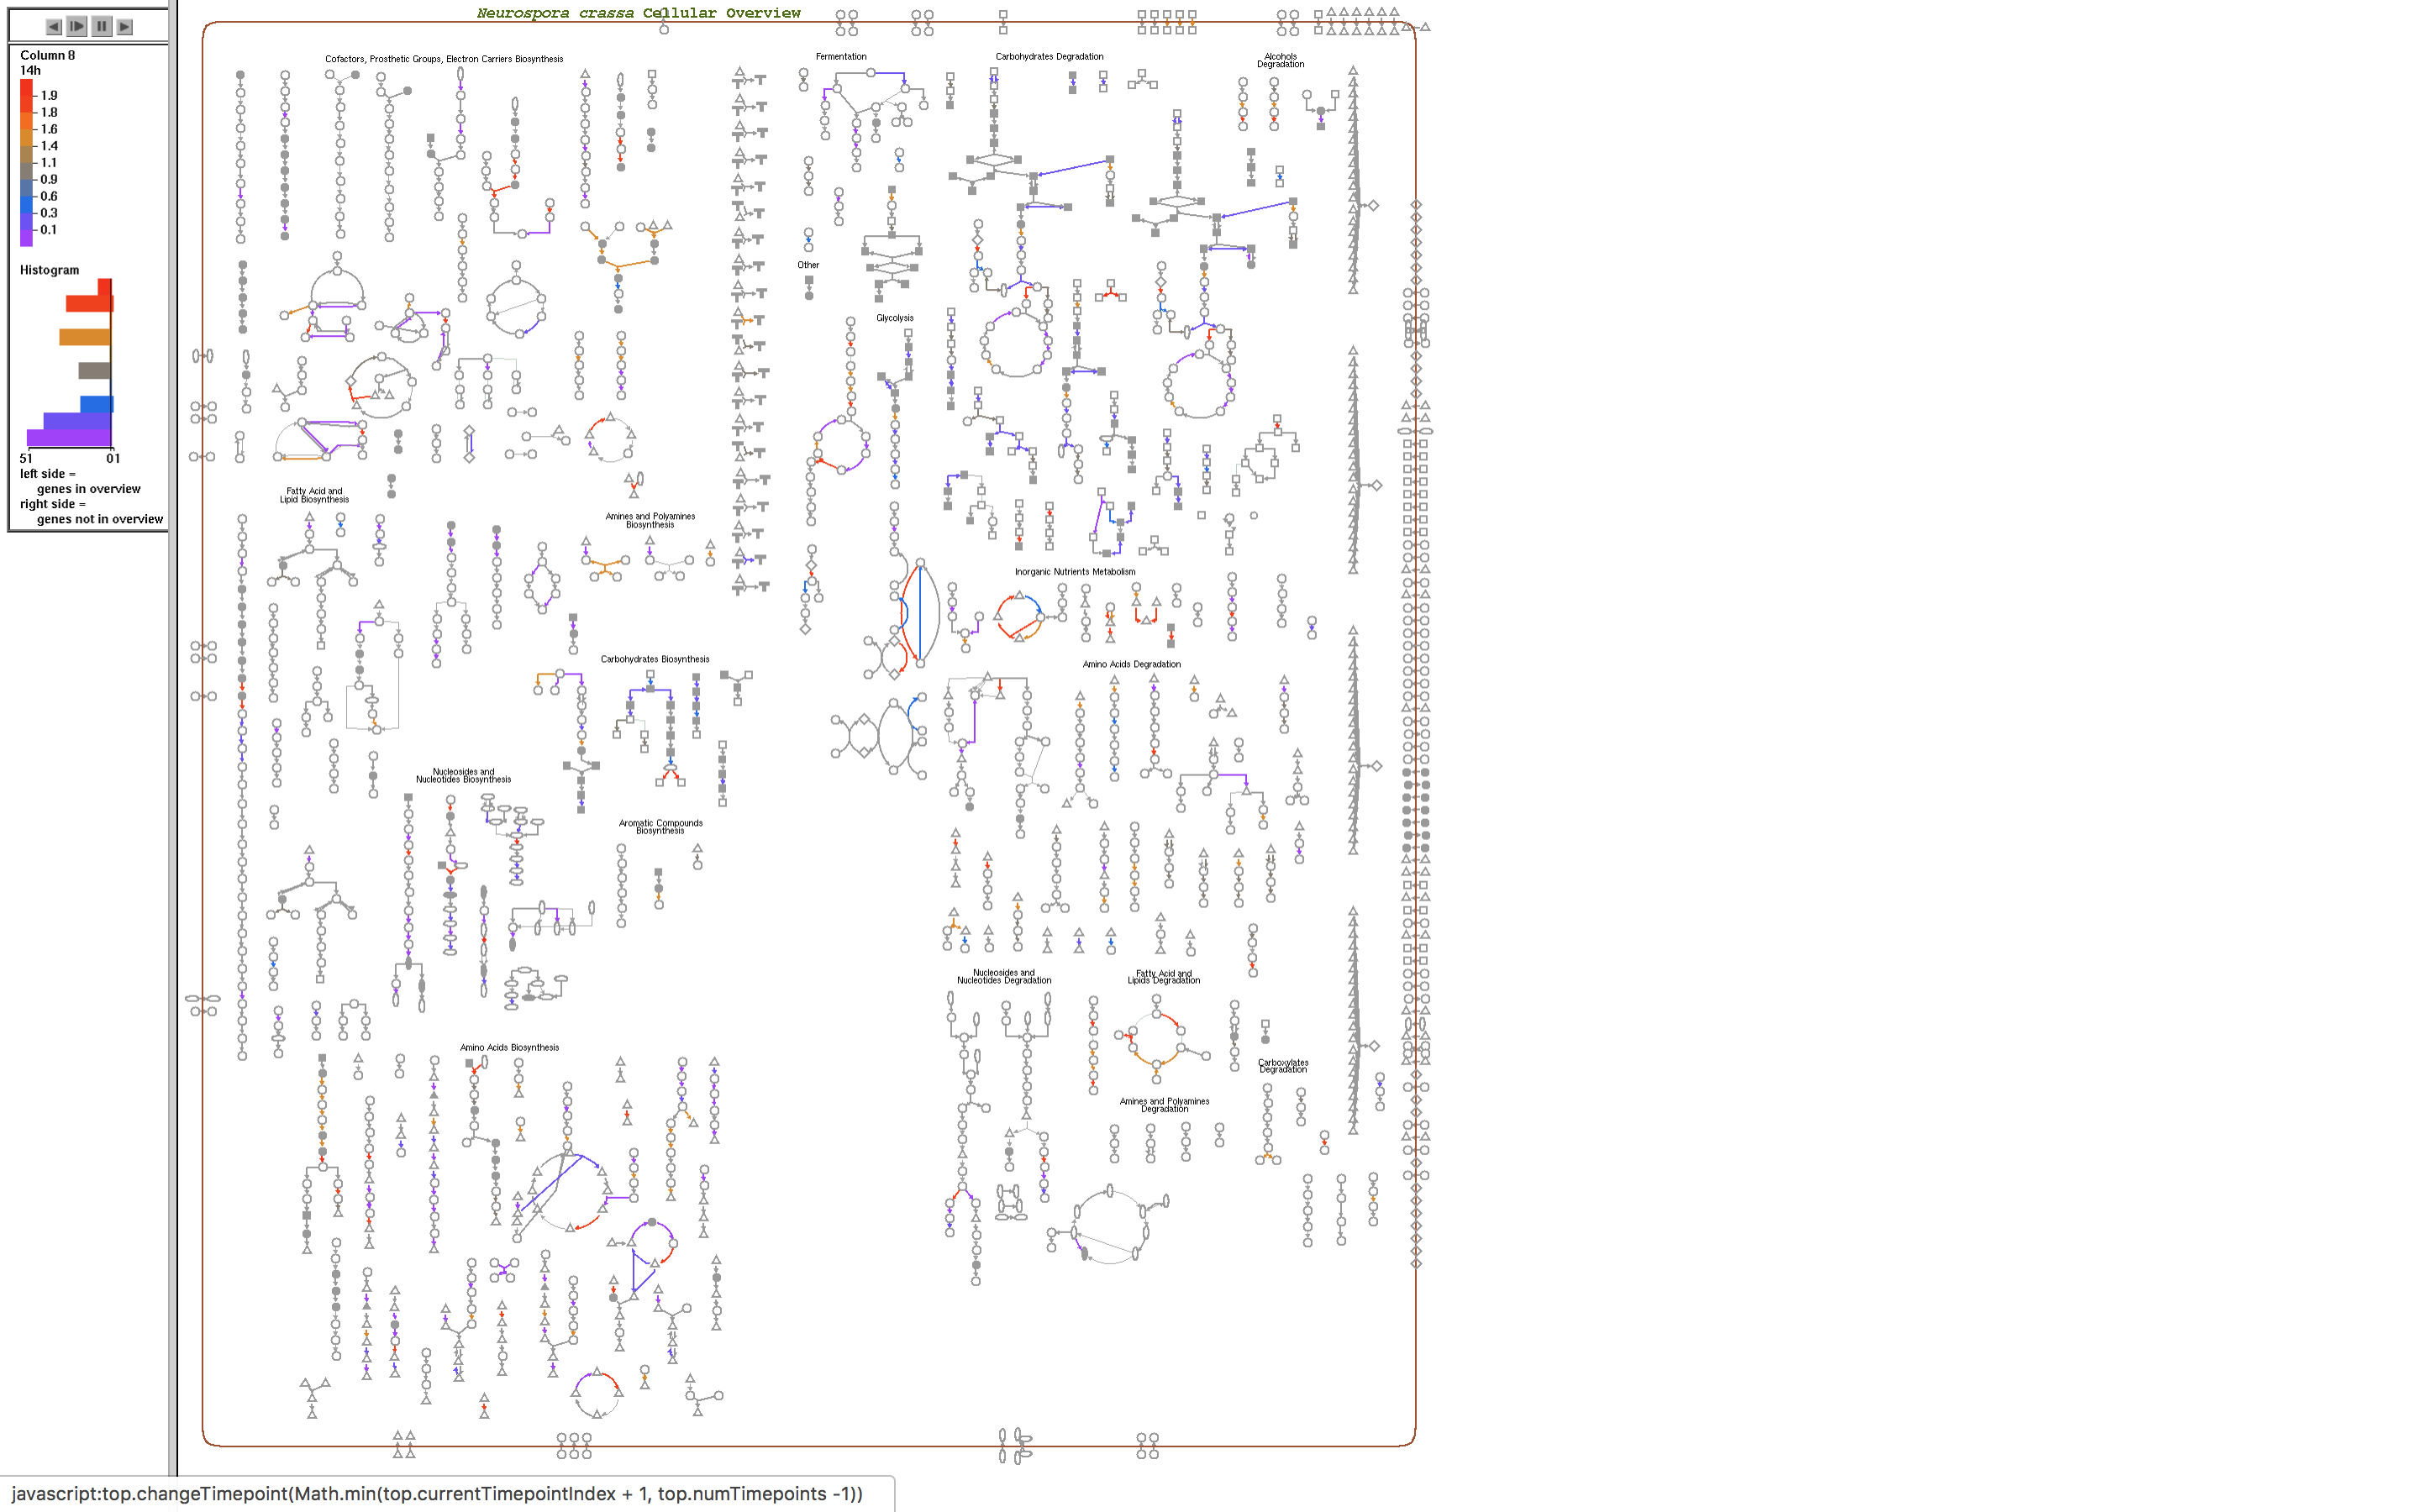 Neurospora crassa Cellular Overview
Column 8
14h
1.9
1.8
1.6
1.4
1.1
0.9
0.6
0.3
0.1
Histogram
51 01
left side =
genes in overview
right side =
genes not in overview
Cofactors, Prosthetic Groups, Electron Carriers Biosynthesis
Fermentation
Carbohydrates Degradation
Alcohols
Degradation
Other
Glycolysis
Fatty Acid and
Lipid Biosynthesis
Amines and Polyamines
Biosynthesis
Inorganic Nutrients Metabolism
Carbohydrates Biosynthesis
Amino Acids Degradation
Nucleosides and
Nucleotides Biosynthesis
Aromatic Compounds
Biosynthesis
Nucleosides and
Nucleotides Degradation
Fatty Acid and
Lipids Degradation
Amino Acids Biosynthesis
Carboxylates
Degradation
Amines and Polyamines
Degradation
javascript:top.changeTimepoint(Math.min(top.currentTimepointIndex + 1, top.numTimepoints -1))